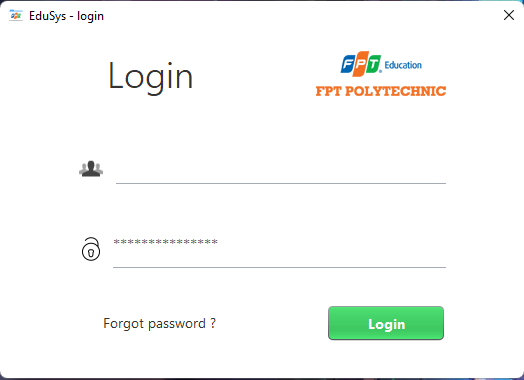 EduSys - login
Login
FPT Education
FPT POLYTECHNIC
***************
Forgot password ?
Login